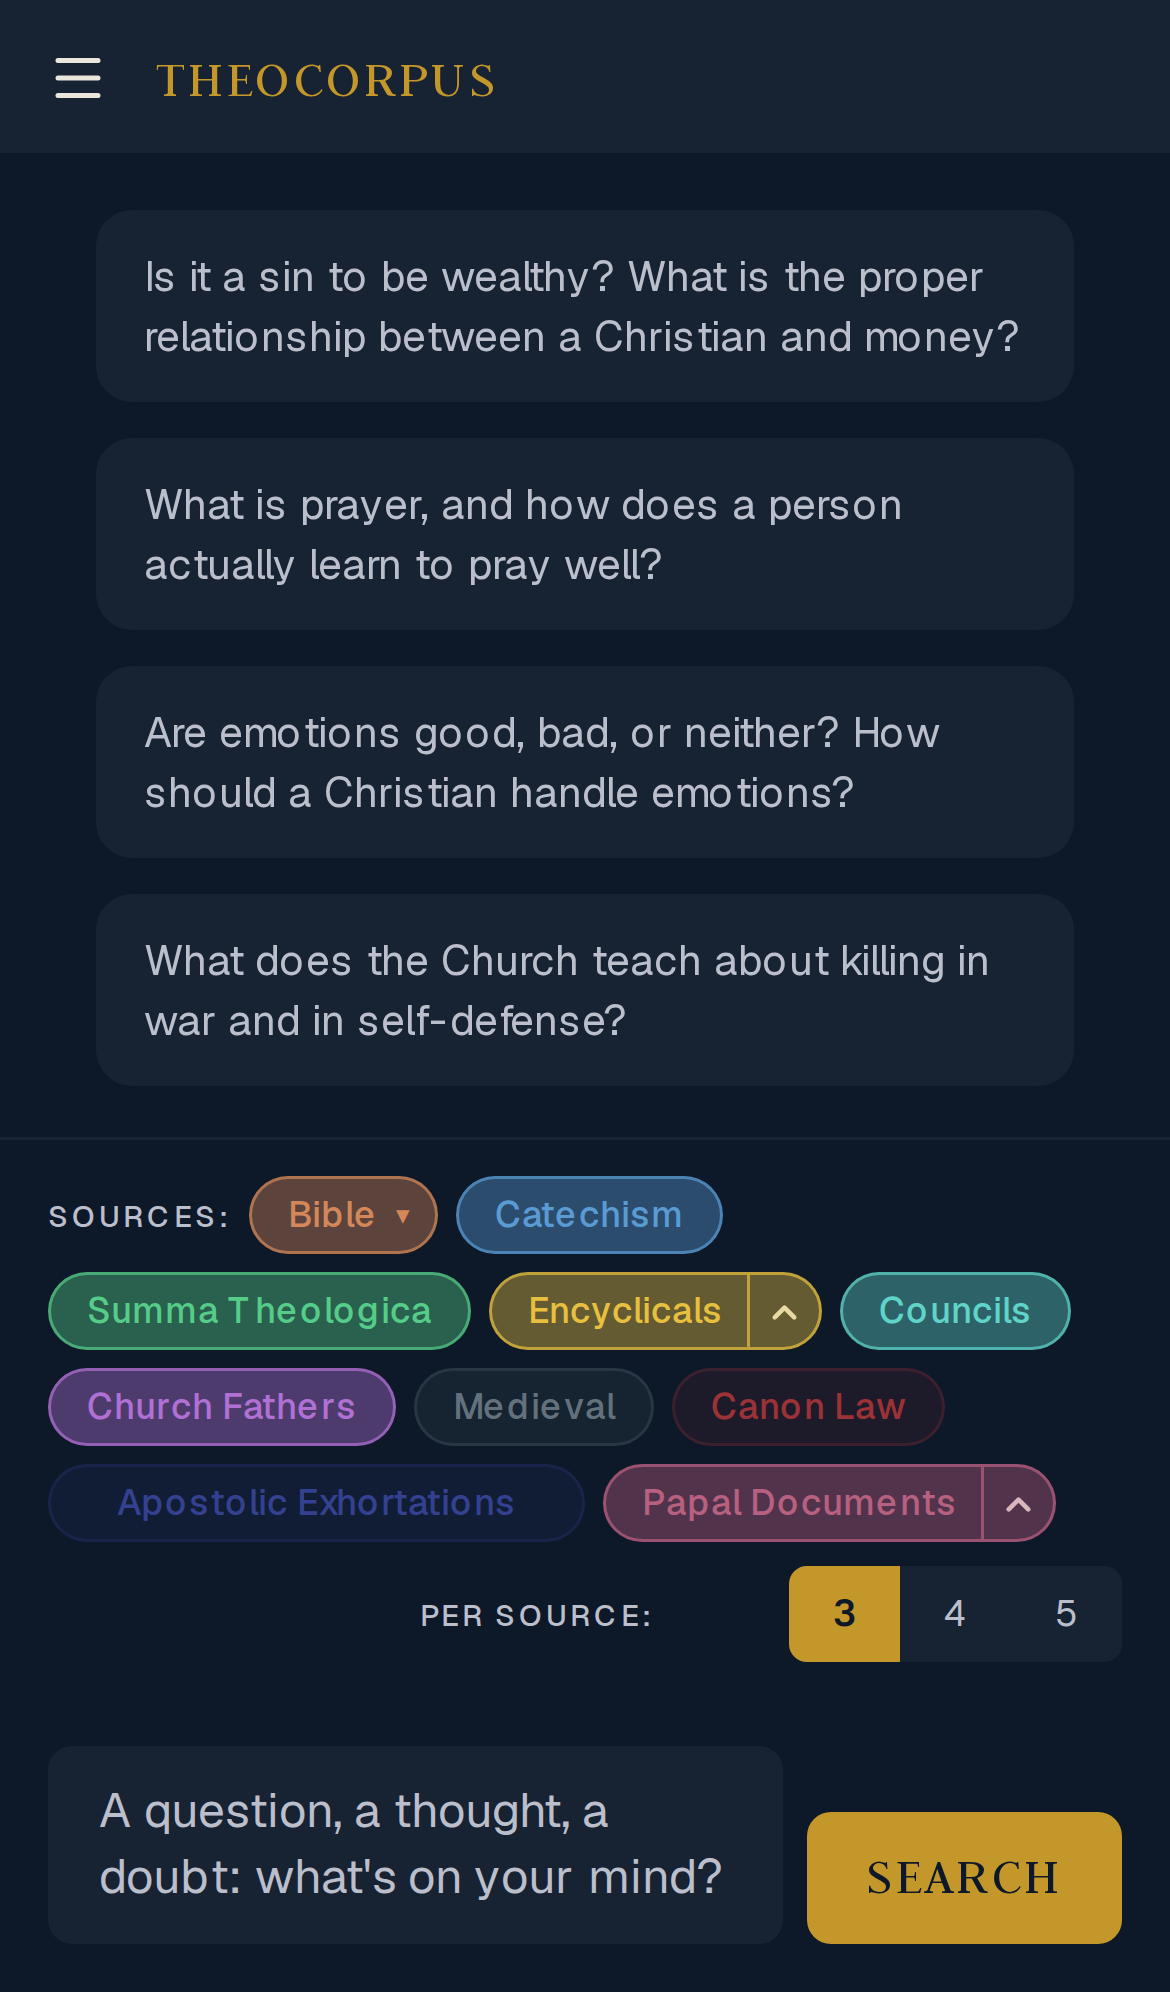 THEOCORPUS
Is it a sin to be wealthy? What is the proper
relationship between a Christian and money?
What is prayer, and how does a person
actually learn to pray well?
Are emotions good, bad, or neither? How
should a Christian handle emotions?
What does the Church teach about killing in
war and in self-defense?
SOURCES: Bible ▾ Catechism
Summa Theologica Encyclicals Councils
Church Fathers Medieval Canon Law
Apostolic Exhortations Papal Documents
PER SOURCE: 3 4 5
A question, a thought, a
doubt: what's on your mind?
SEARCH